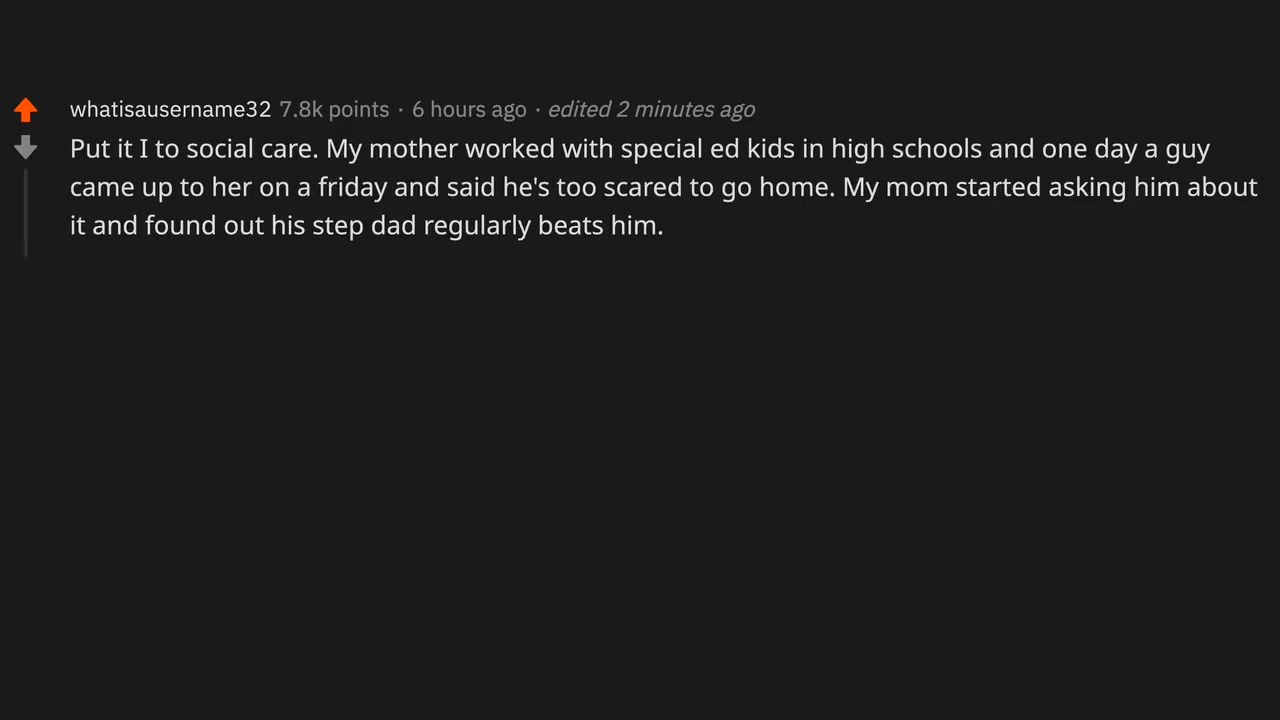 whatisausername32 7.8k points · 6 hours ago · edited 2 minutes ago
Put it I to social care. My mother worked with special ed kids in high schools and one day a guy
came up to her on a friday and said he's too scared to go home. My mom started asking him about
it and found out his step dad regularly beats him.